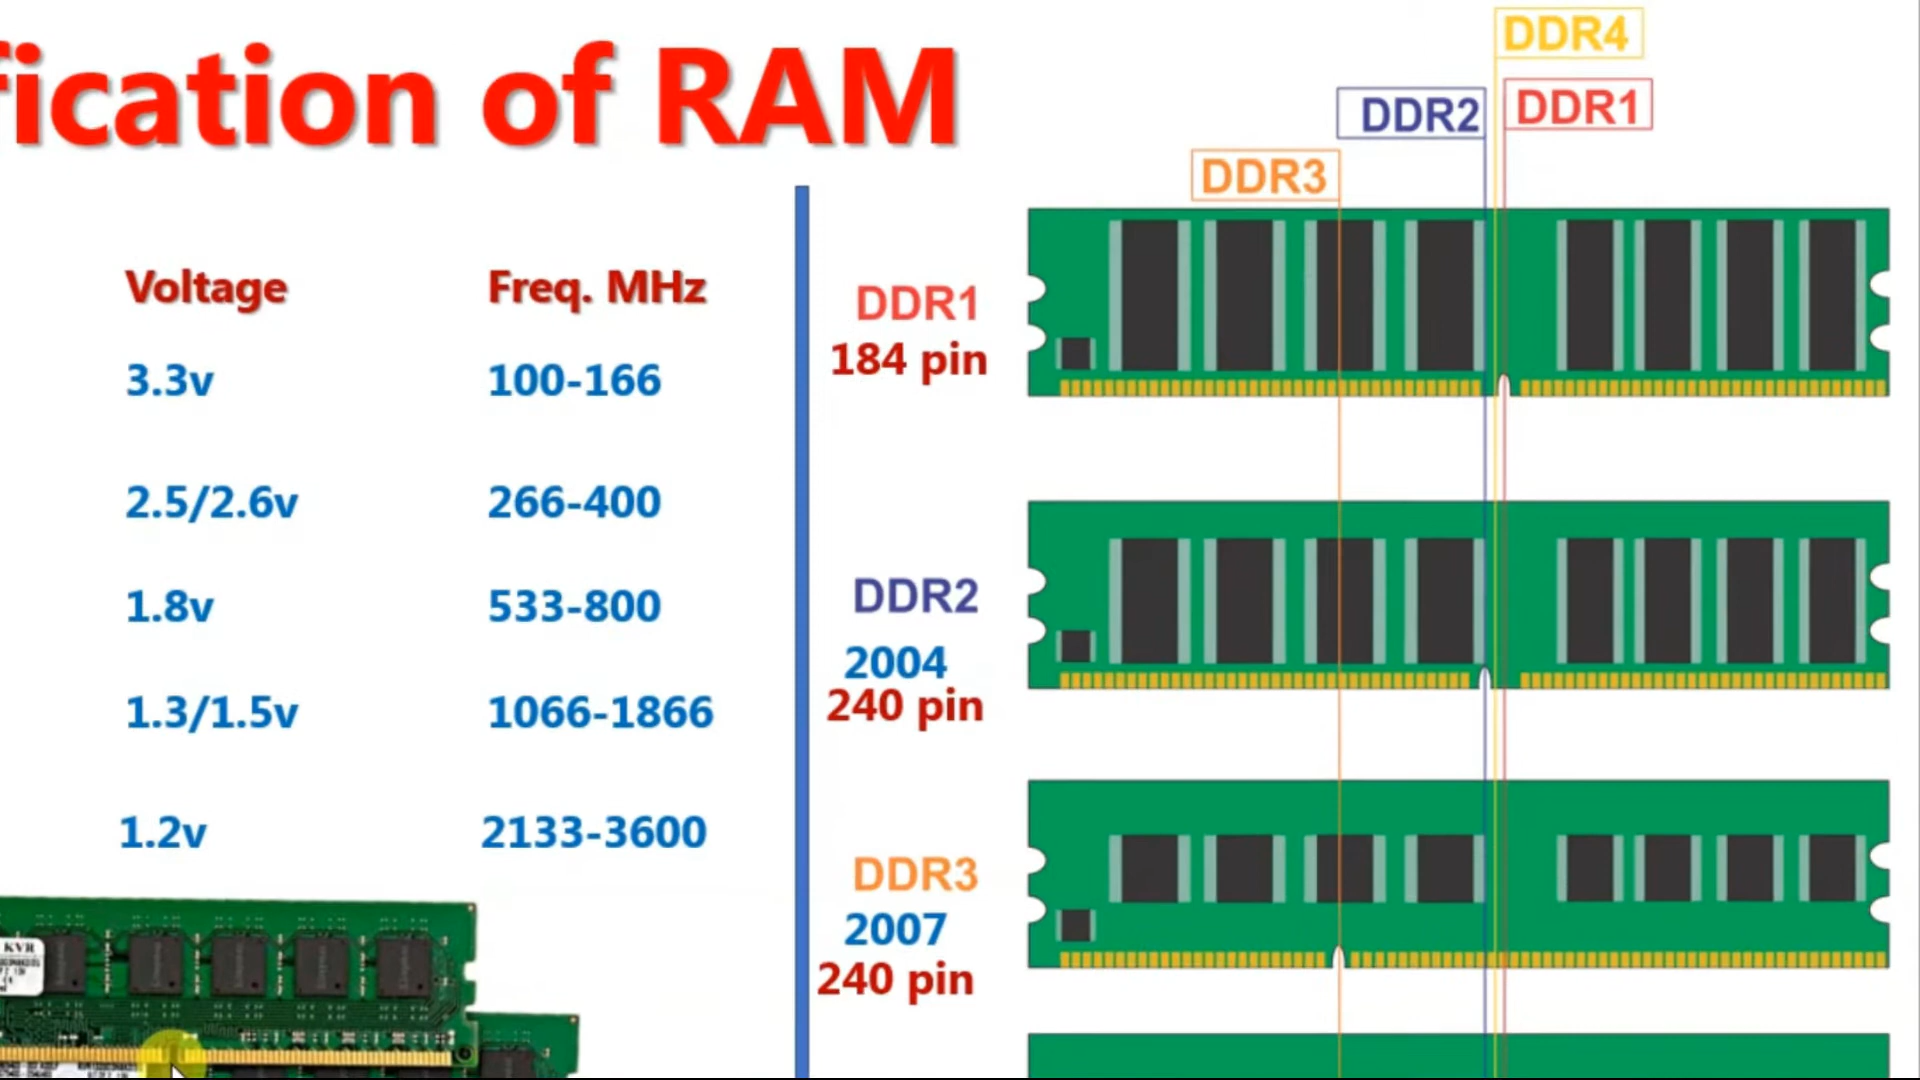 fication of RAM
Voltage Freq. MHz
3.3v 100-166
2.5/2.6v 266-400
1.8v 533-800
1.3/1.5v 1066-1866
1.2v 2133-3600
KVR
DDR4
DDR2 DDR1
DDR3
DDR1
184 pin
DDR2
2004
240 pin
DDR3
2007
240 pin